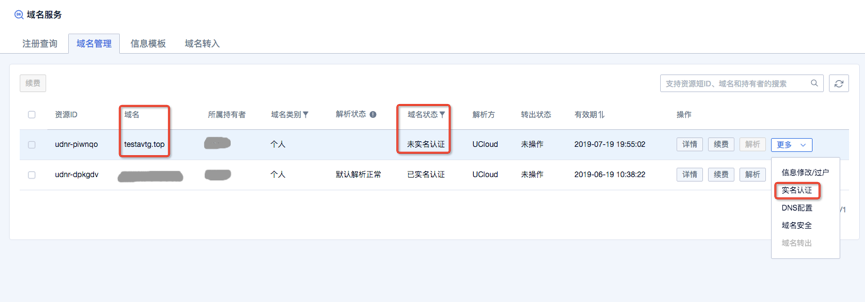 域名服务
注册查询 域名管理 信息模板 域名转入
续费 支持资源短ID、域名和持有者的搜索
资源ID 域名 所属持有者 域名类别 解析状态 域名状态 解析方 转出状态 有效期 操作
udnr-piwnqo testavtg.top 个人 未实名认证 UCloud 未操作 2019-07-19 19:55:02 详情 续费 解析 更多
udnr-dpkgdv 个人 默认解析正常 已实名认证 UCloud 未操作 2019-06-19 10:38:22 详情 续费 解析
信息修改/过户
实名认证
DNS配置
/1
域名安全
域名转出